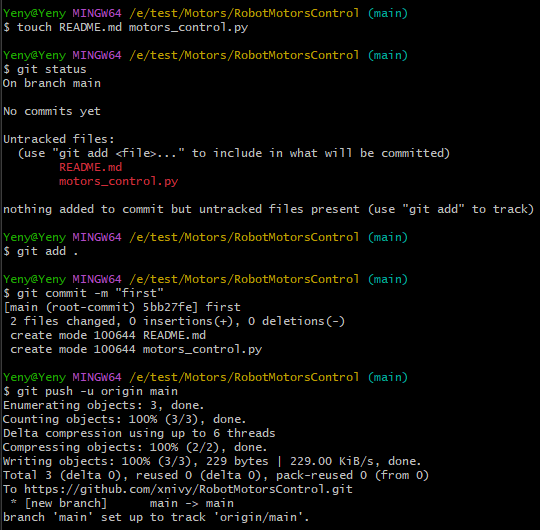 Yeny@Yeny MINGW64 /e/test/Motors/RobotMotorsControl (main)
$ touch README.md motors_control.py
Yeny@Yeny MINGW64 /e/test/Motors/RobotMotorsControl (main)
$ git status
On branch main
No commits yet
Untracked files:
  (use "git add <file>..." to include in what will be committed)
        README.md
        motors_control.py
nothing added to commit but untracked files present (use "git add" to track)
Yeny@Yeny MINGW64 /e/test/Motors/RobotMotorsControl (main)
$ git add .
Yeny@Yeny MINGW64 /e/test/Motors/RobotMotorsControl (main)
$ git commit -m "first"
[main (root-commit) 5bb27fe] first
 2 files changed, 0 insertions(+), 0 deletions(-)
 create mode 100644 README.md
 create mode 100644 motors_control.py
Yeny@Yeny MINGW64 /e/test/Motors/RobotMotorsControl (main)
$ git push -u origin main
Enumerating objects: 3, done.
Counting objects: 100% (3/3), done.
Delta compression using up to 6 threads
Compressing objects: 100% (2/2), done.
Writing objects: 100% (3/3), 229 bytes | 229.00 KiB/s, done.
Total 3 (delta 0), reused 0 (delta 0), pack-reused 0 (from 0)
To https://github.com/xnivy/RobotMotorsControl.git
 * [new branch]      main -> main
branch 'main' set up to track 'origin/main'.